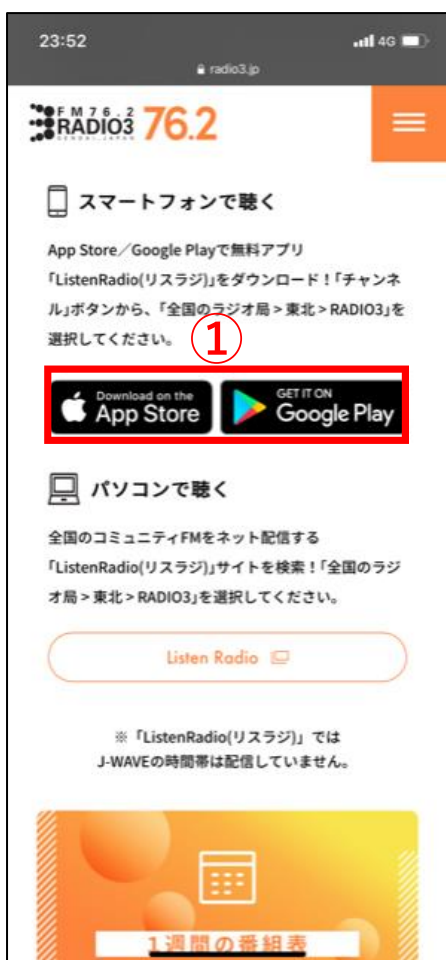 23:52
4G
radio3.jp
FM76.2
RADIO3 76.2
SENDAI, JAPAN
スマートフォンで聴く
App Store／Google Playで無料アプリ
「ListenRadio(リスラジ)」をダウンロード！「チャンネ
ル」ボタンから、「全国のラジオ局 > 東北 > RADIO3」を
選択してください。
①
Download on the
App Store
GET IT ON
Google Play
パソコンで聴く
全国のコミュニティFMをネット配信する
「ListenRadio(リスラジ)」サイトを検索！「全国のラジ
オ局 > 東北 > RADIO3」を選択してください。
Listen Radio
※「ListenRadio(リスラジ)」では
J-WAVEの時間帯は配信していません。
1週間の番組表